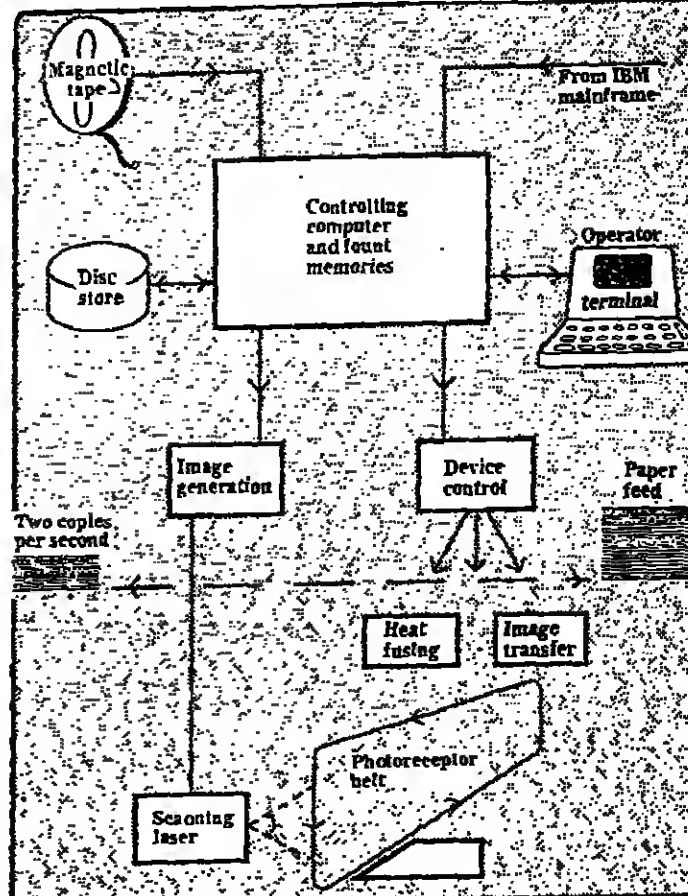 Magnetic
tape
From IBM
mainframe
Controlling
computer
and fount
memories
Disc
store
Operator
terminal
Image
generation
Device
control
Paper
feed
Two copies
per second
Heat
fusing
Image
transfer
Photoreceptor
belt
Scanning
laser